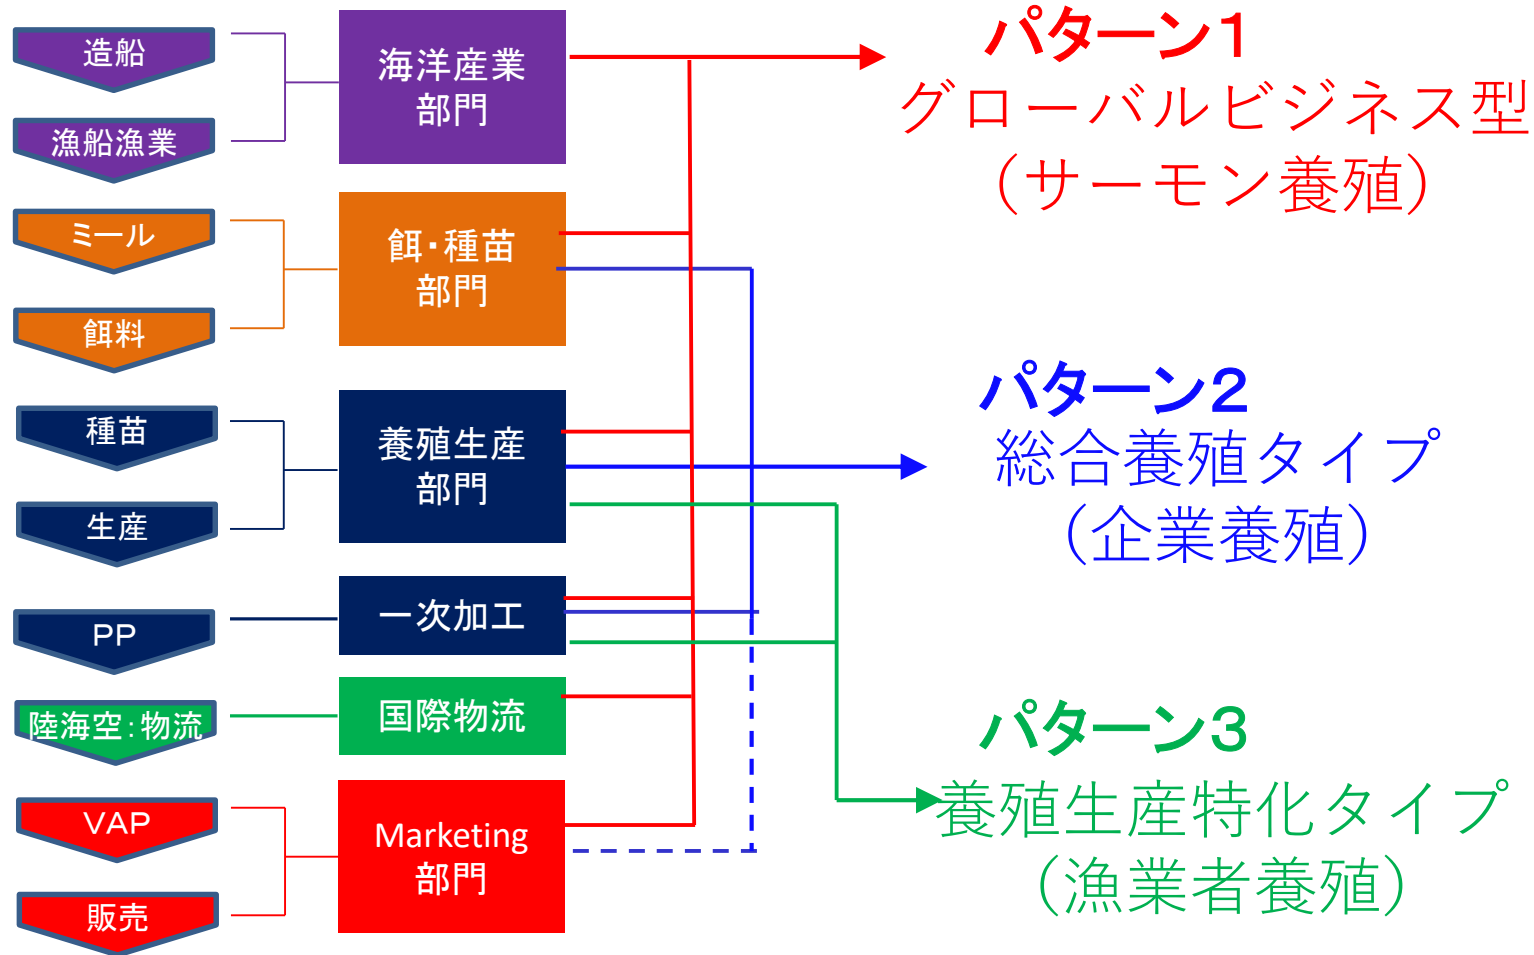 造船
漁船漁業
ミール
餌料
種苗
生産
PP
陸海空:物流
VAP
販売
海洋産業
部門
餌・種苗
部門
養殖生産
部門
一次加工
国際物流
Marketing
部門
パターン1
グローバルビジネス型
(サーモン養殖)
パターン2
総合養殖タイプ
(企業養殖)
パターン3
養殖生産特化タイプ
(漁業者養殖)